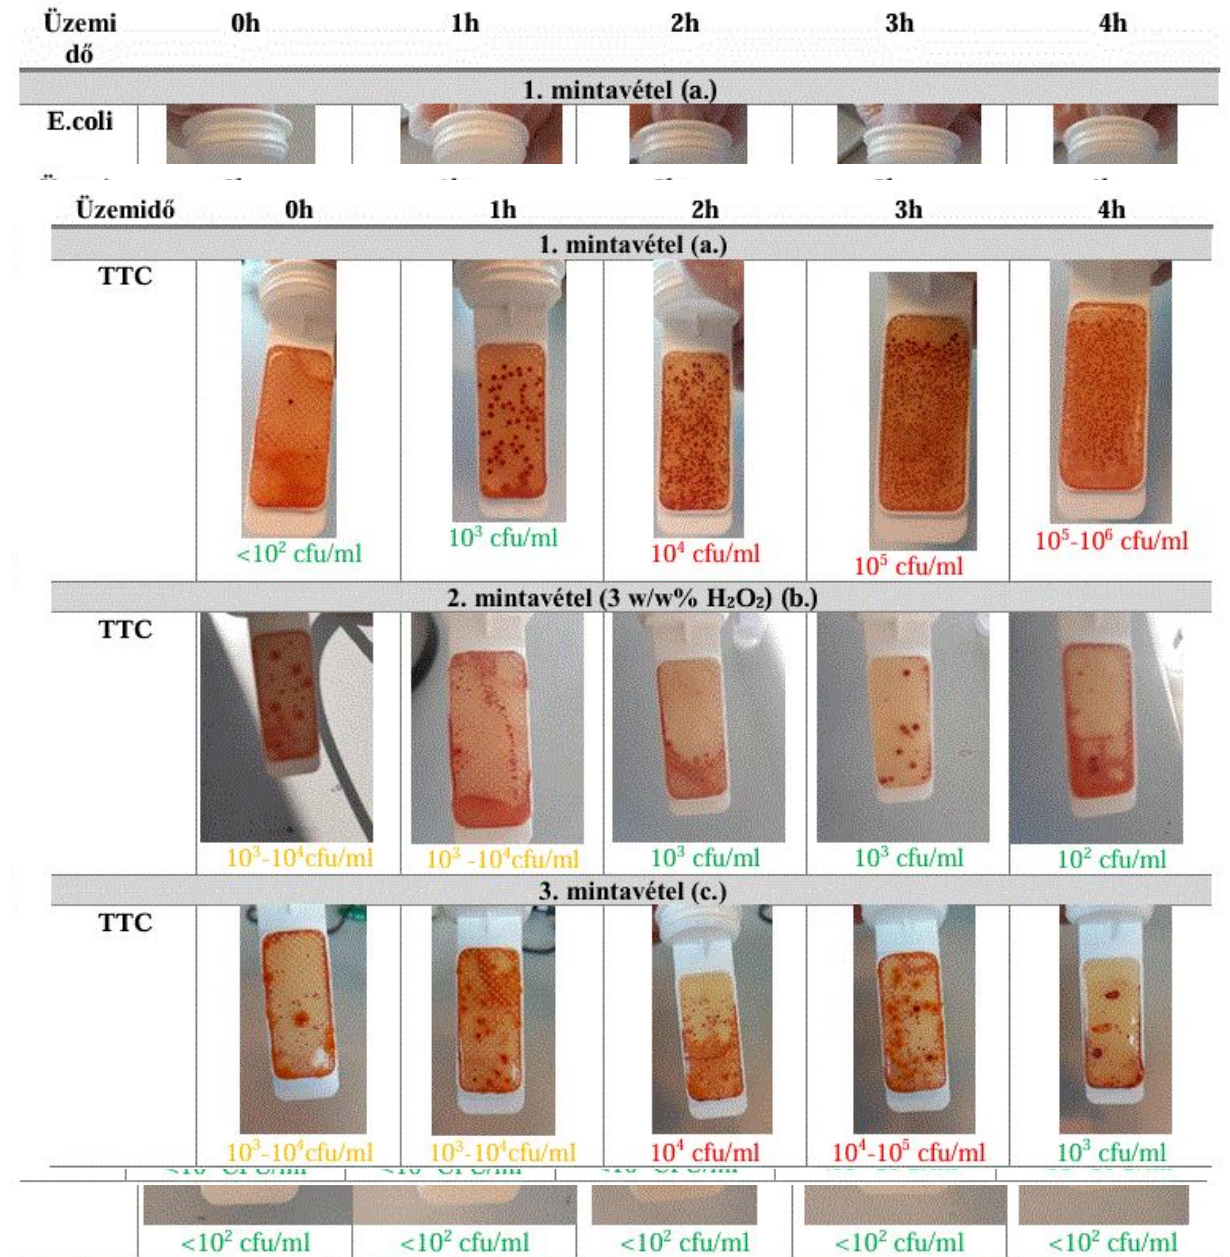 Üzemi 0h 1h 2h 3h 4h
dő
1. mintavétel (a.)
E.coli
Üzemidő 0h 1h 2h 3h 4h
1. mintavétel (a.)
TTC
<10² cfu/ml 10³ cfu/ml 10⁴ cfu/ml 10⁵ cfu/ml 10⁵-10⁶ cfu/ml
2. mintavétel (3 w/w% H₂O₂) (b.)
TTC
10³-10⁴cfu/ml 10³ -10⁴cfu/ml 10³ cfu/ml 10³ cfu/ml 10² cfu/ml
3. mintavétel (c.)
TTC
10³-10⁴cfu/ml 10³-10⁴cfu/ml 10⁴ cfu/ml 10⁴-10⁵ cfu/ml 10³ cfu/ml
<10² cfu/ml <10² cfu/ml <10² cfu/ml <10² cfu/ml <10² cfu/ml